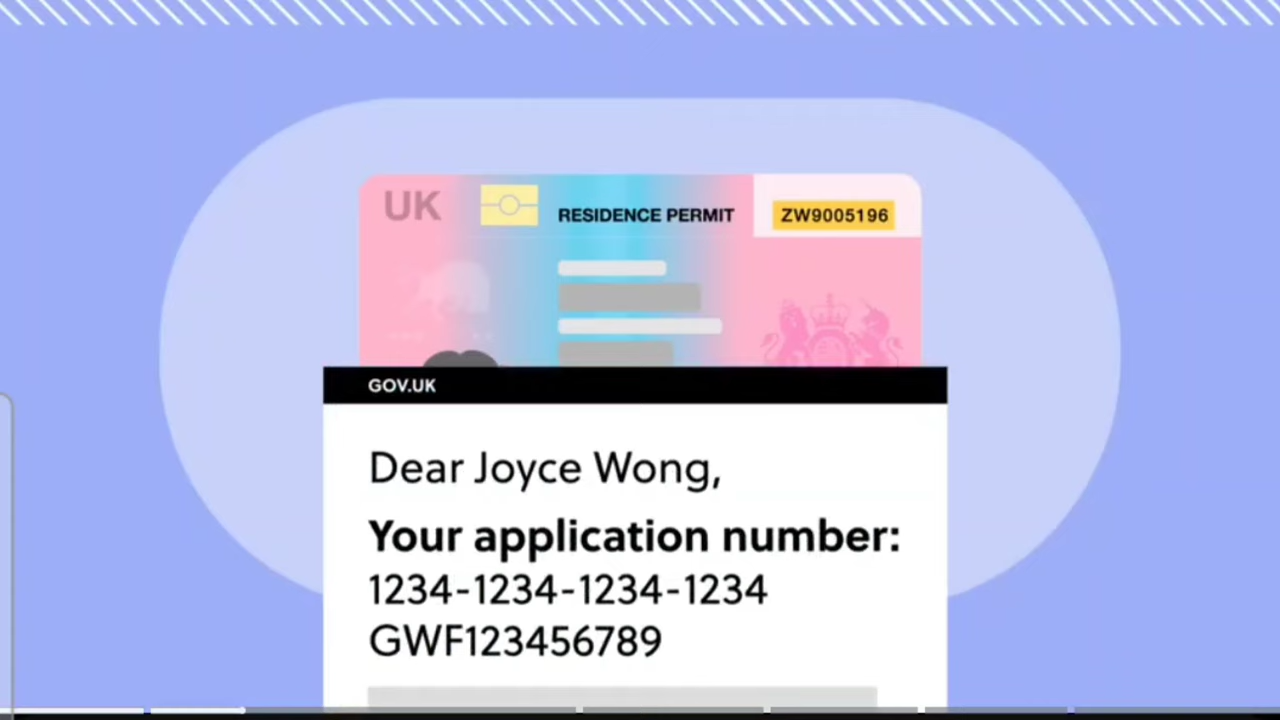 UK
RESIDENCE PERMIT
ZW9005196
GOV.UK
Dear Joyce Wong,
Your application number:
1234-1234-1234-1234
GWF123456789